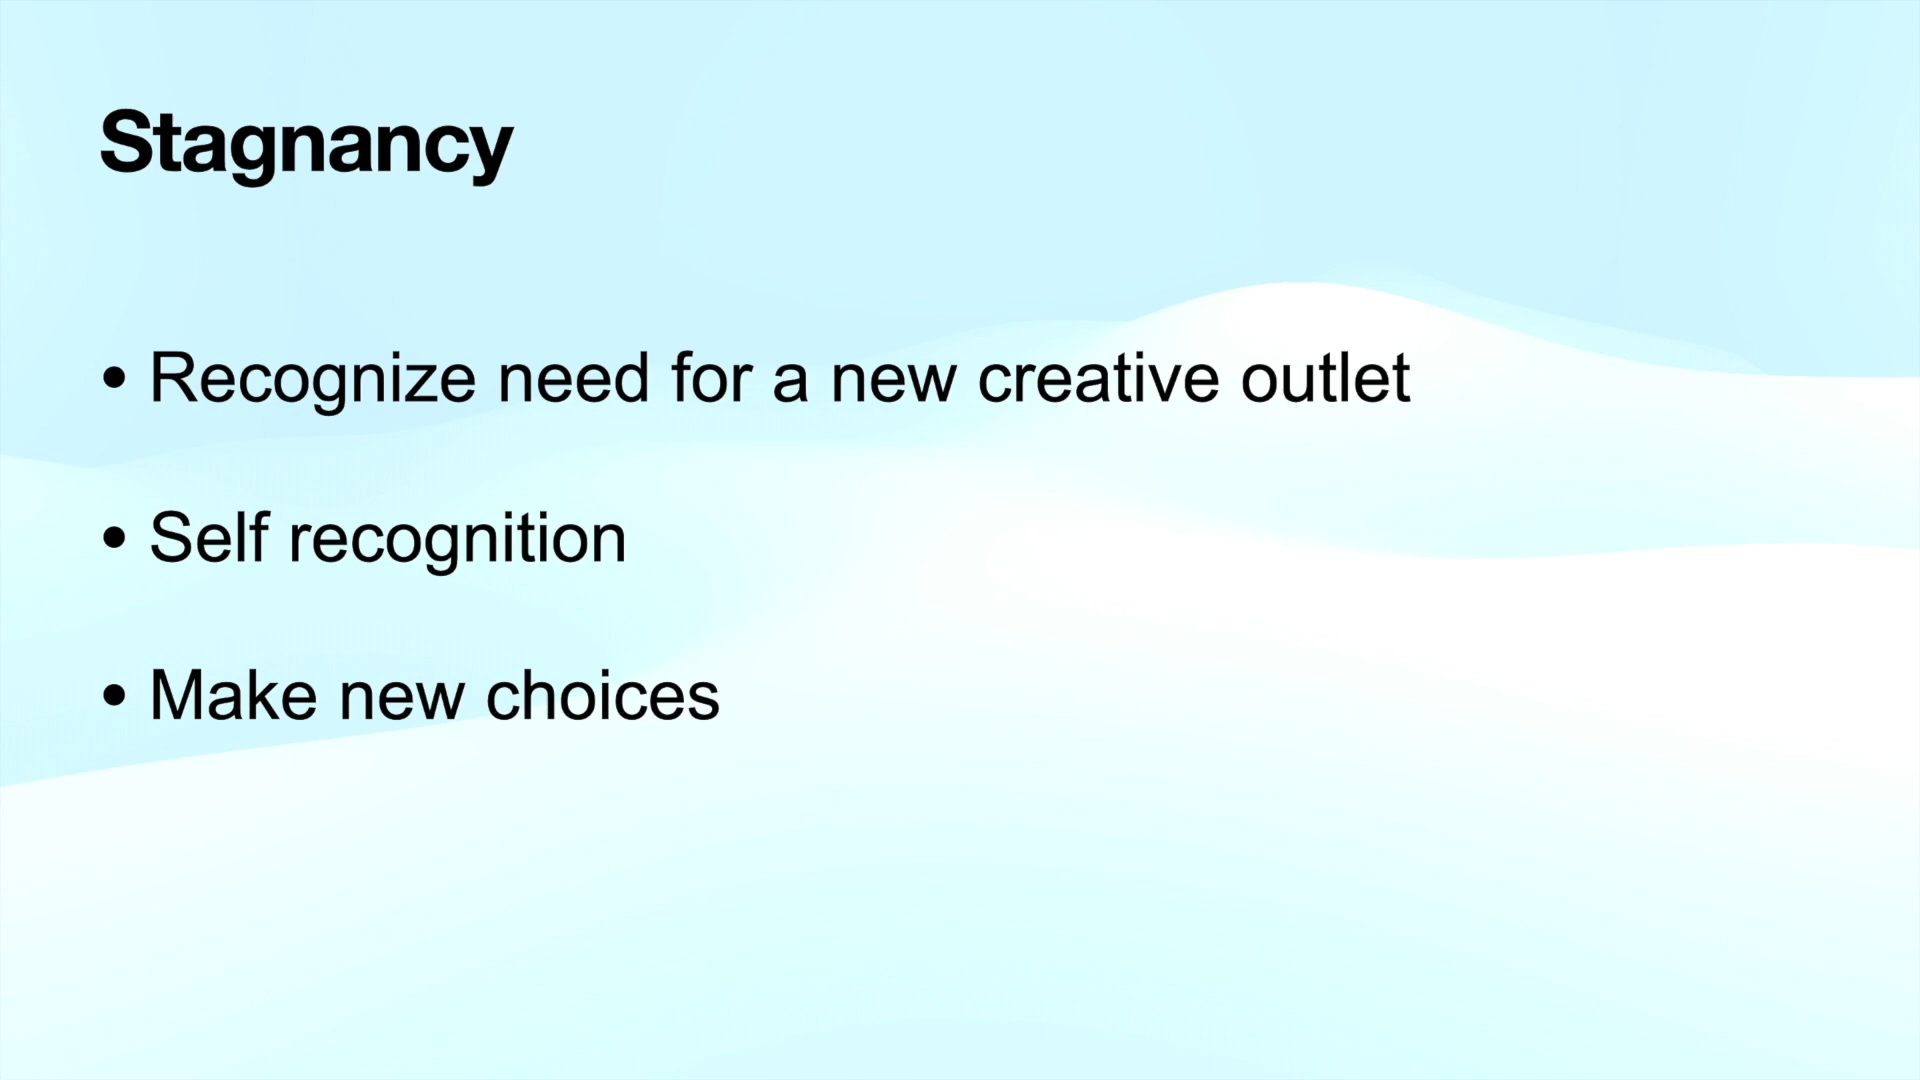 Stagnancy
• Recognize need for a new creative outlet
• Self recognition
• Make new choices